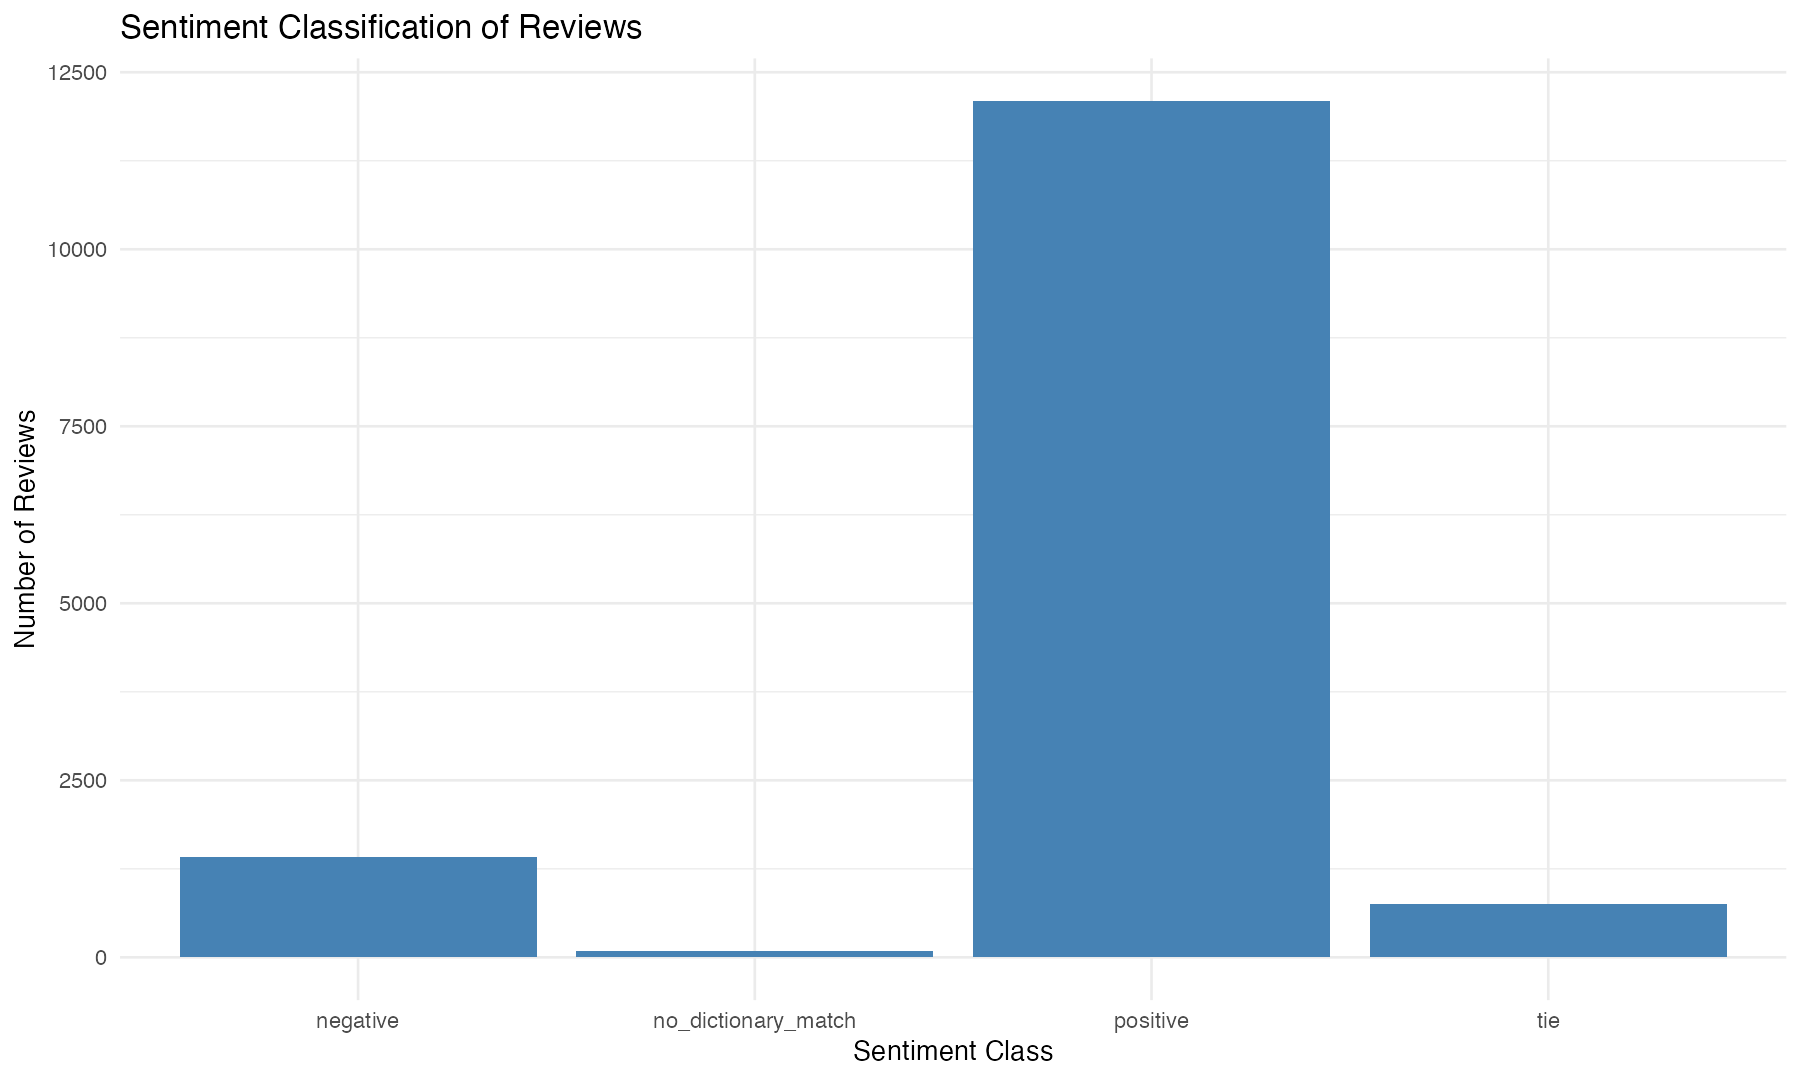 Sentiment Classification of Reviews
12500
10000
7500
5000
2500
0
Number of Reviews
negative
no_dictionary_match
positive
tie
Sentiment Class